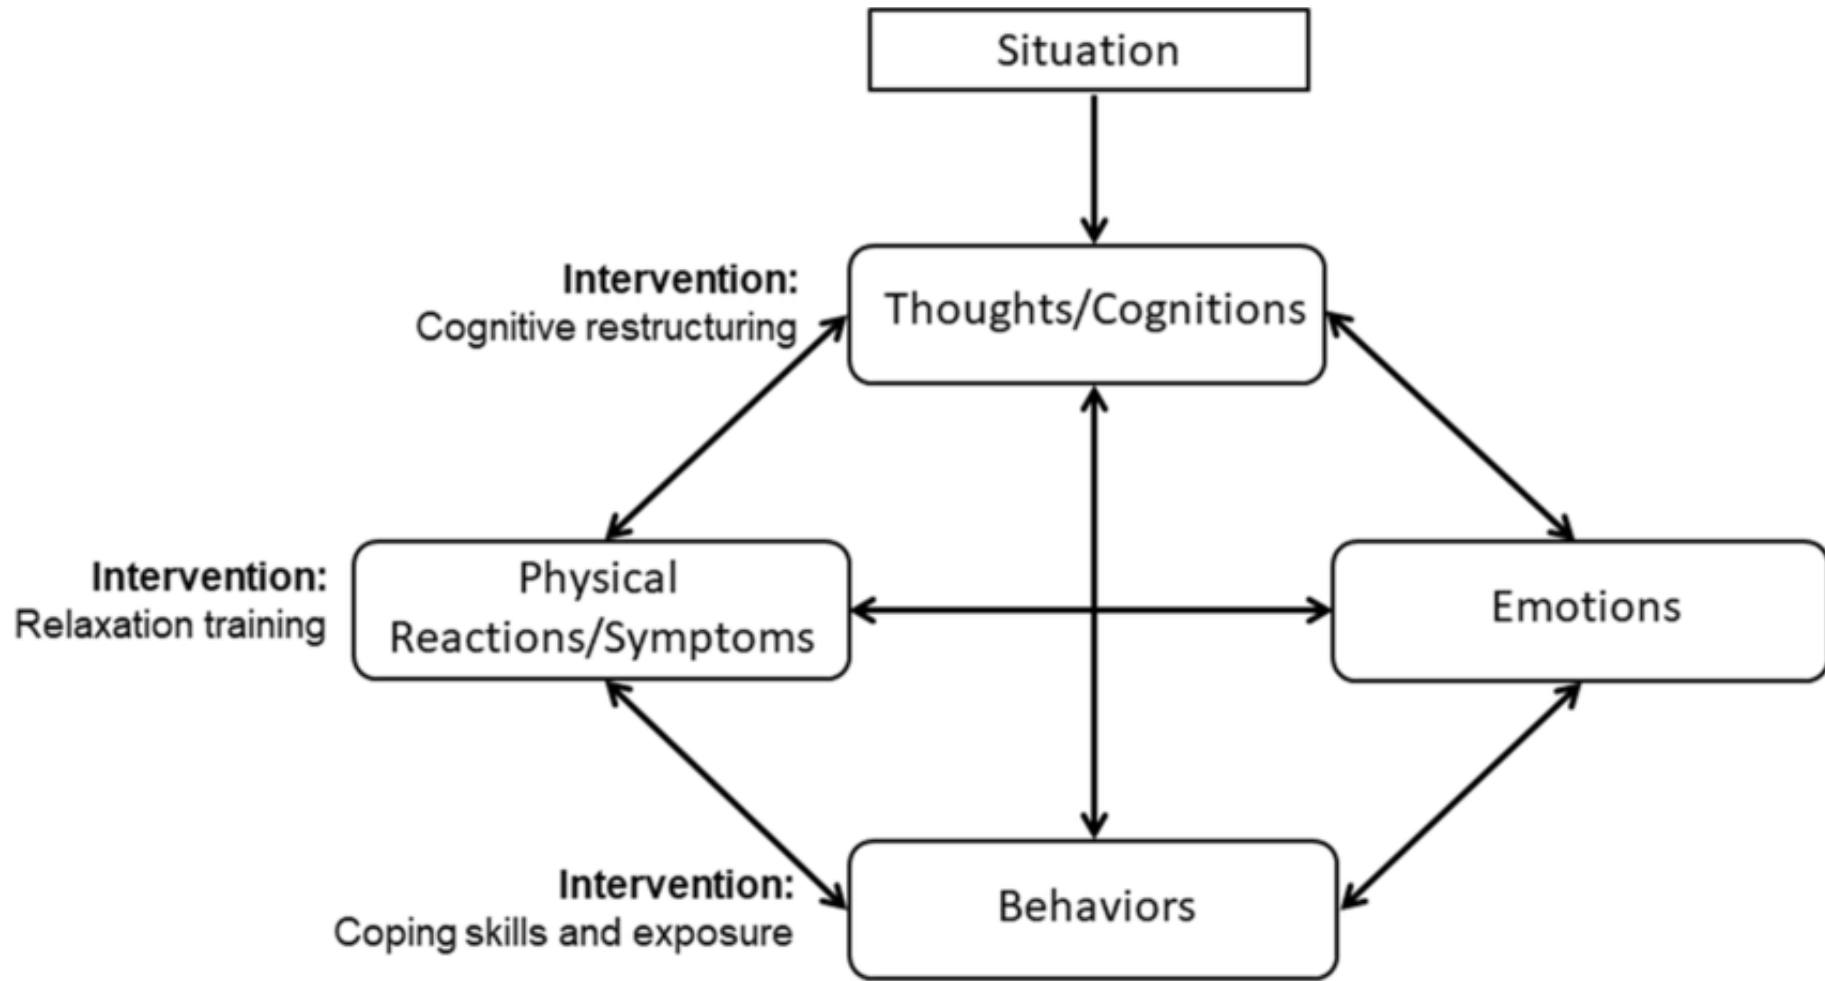 Situation
Intervention:
Cognitive restructuring
Thoughts/Cognitions
Intervention:
Relaxation training
Physical
Reactions/Symptoms
Emotions
Intervention:
Coping skills and exposure
Behaviors